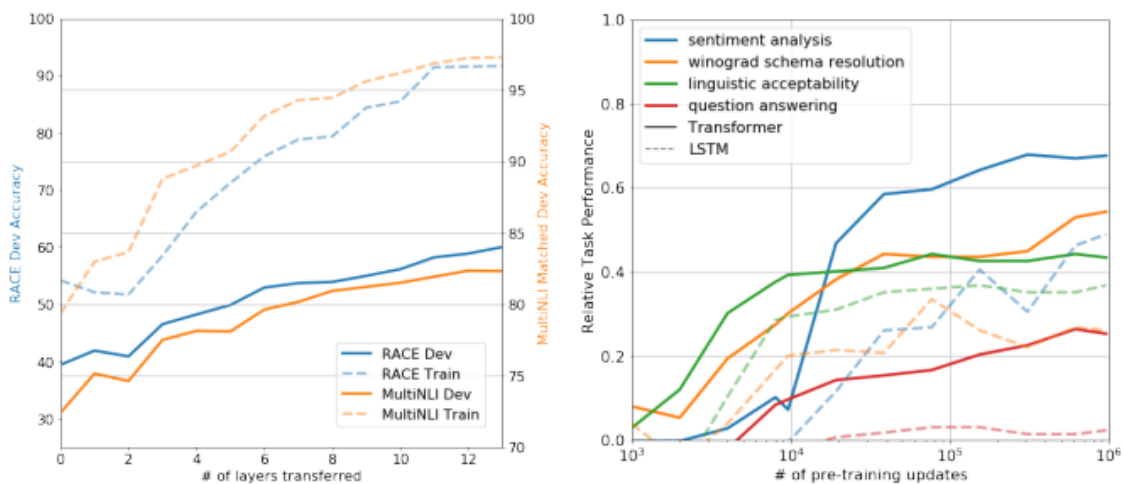 100
90
80
70
60
50
40
30
RACE Dev Accuracy
0
2
4
6
8
10
12
# of layers transferred
100
95
90
85
80
75
70
MultiNLI Matched Dev Accuracy
RACE Dev
RACE Train
MultiNLI Dev
MultiNLI Train
1.0
0.8
0.6
0.4
0.2
0.0
Relative Task Performance
10³
10⁴
10⁵
10⁶
# of pre-training updates
sentiment analysis
winograd schema resolution
linguistic acceptability
question answering
Transformer
LSTM